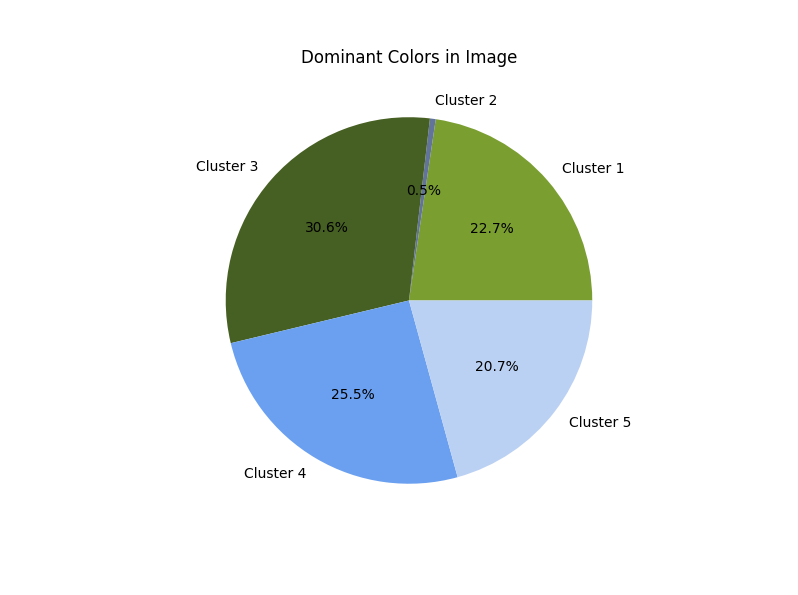 Dominant Colors in Image
Cluster 2
Cluster 3
Cluster 1
0.5%
30.6%
22.7%
20.7%
25.5%
Cluster 5
Cluster 4